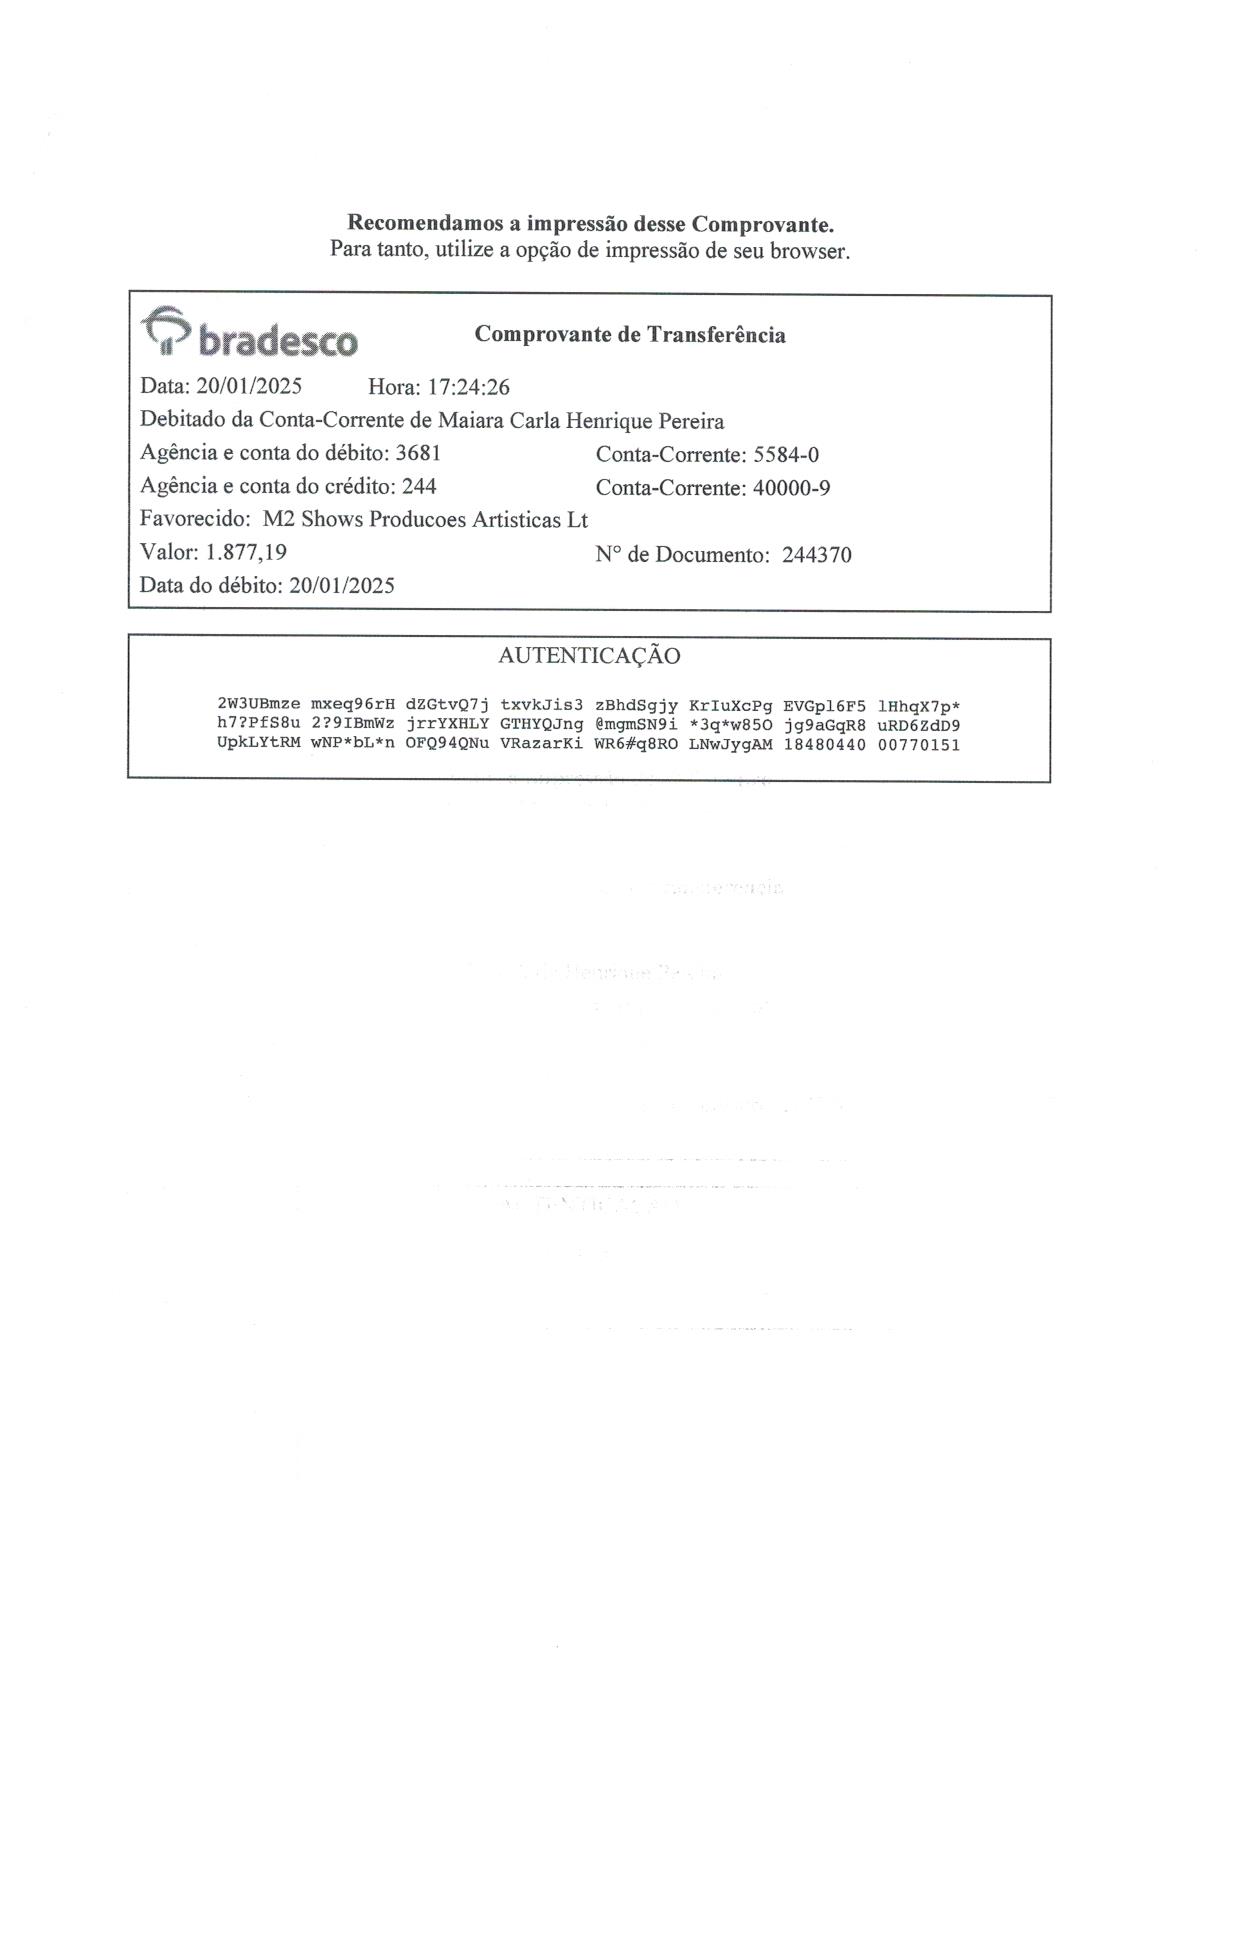 Recomendamos a impressão desse Comprovante.
Para tanto, utilize a opção de impressão de seu browser.
bradesco
Comprovante de Transferência
Data: 20/01/2025 Hora: 17:24:26
Debitado da Conta-Corrente de Maiara Carla Henrique Pereira
Agência e conta do débito: 3681 Conta-Corrente: 5584-0
Agência e conta do crédito: 244 Conta-Corrente: 40000-9
Favorecido: M2 Shows Producoes Artisticas Lt
Valor: 1.877,19 N° de Documento: 244370
Data do débito: 20/01/2025
AUTENTICAÇÃO
2W3UBmze mxeq96rH dZGtvQ7j txvkJis3 zBhdSgjy KrIuXcPg EVGpl6F5 lHhqX7p*
h7?PfS8u 2?9IBmWz jrrYXHLY GTHYQJng @mgmSN9i *3q*w85O jg9aGqR8 uRD6ZdD9
UpkLYtRM wNP*bL*n OFQ94QNu VRazarKi WR6#q8RO LNwJygAM 18480440 00770151
Henrique